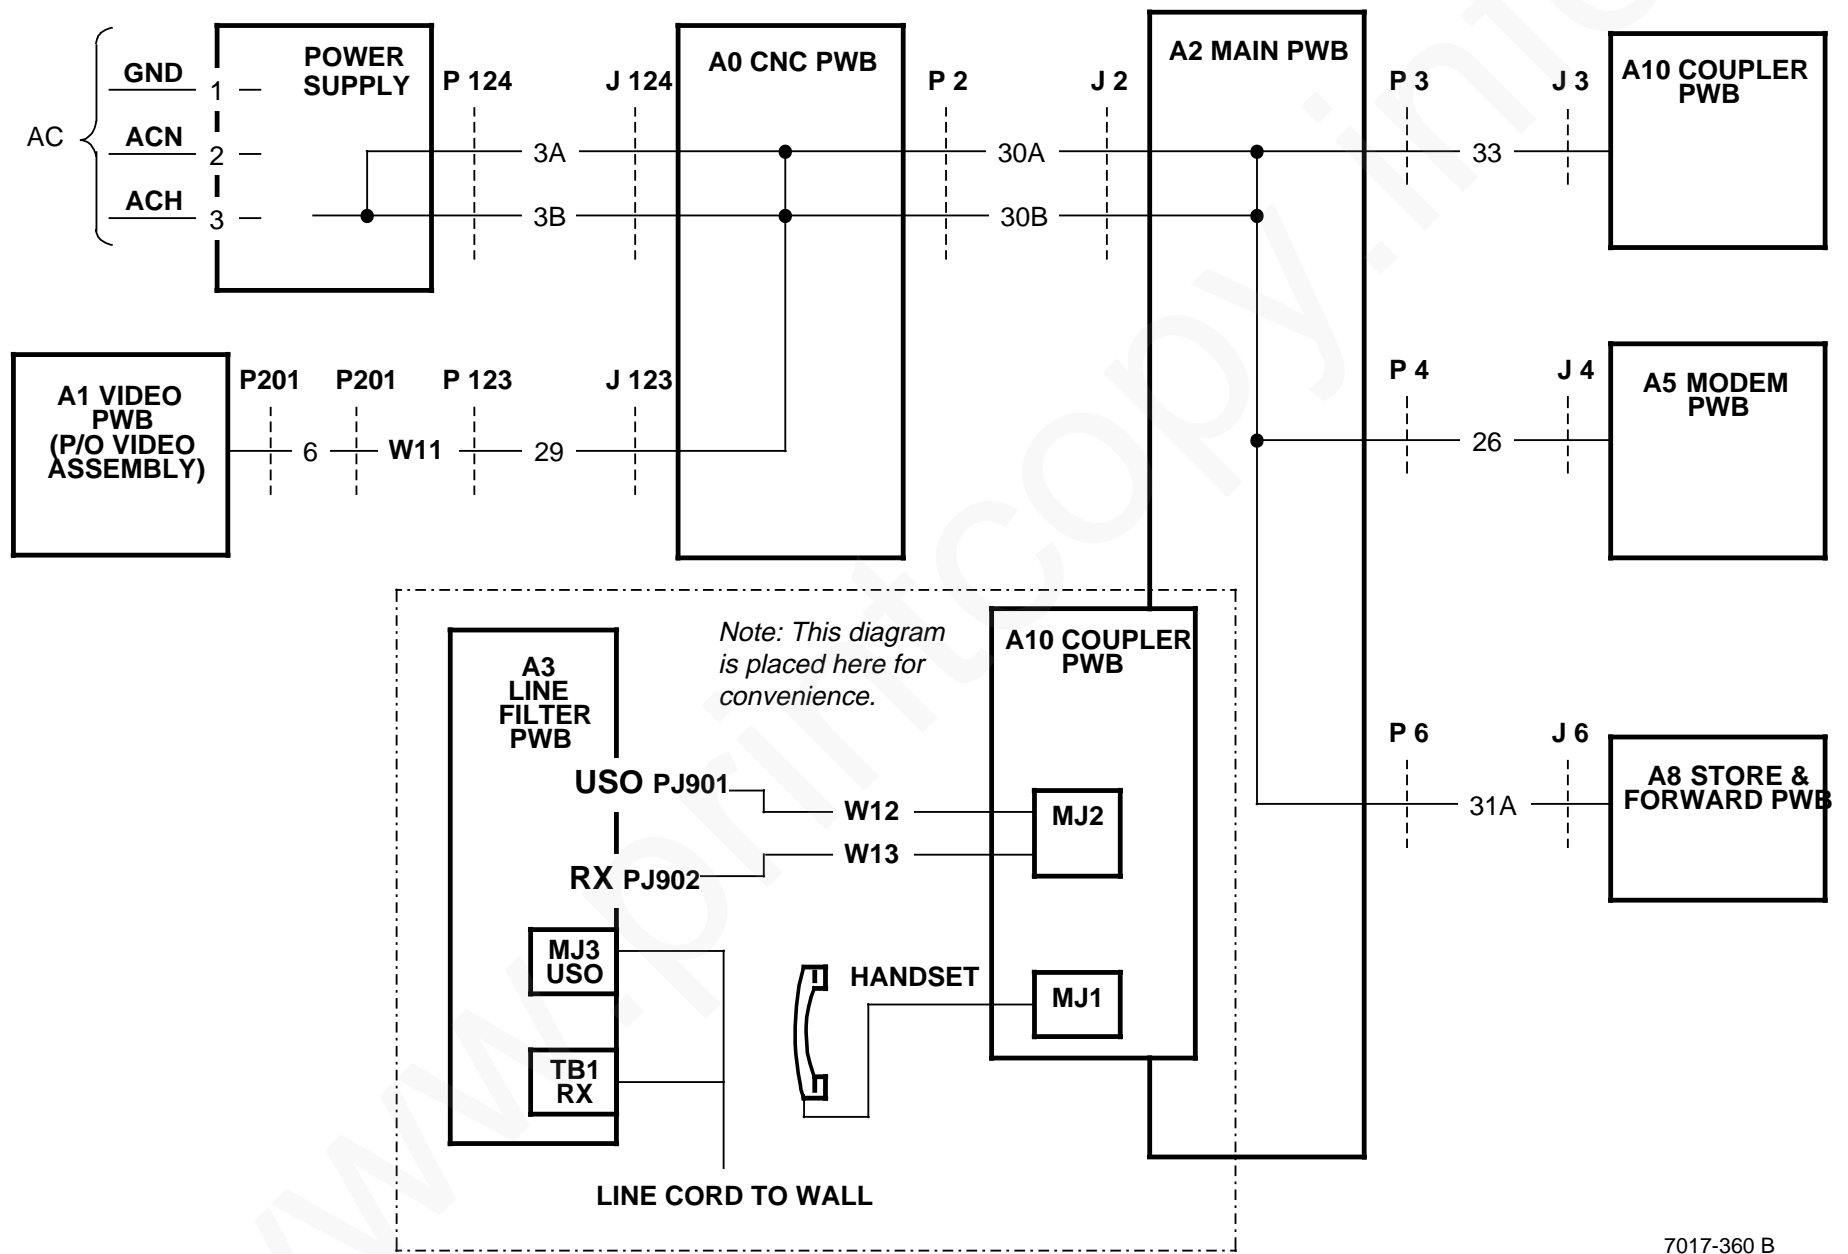 POWER
SUPPLY
A0 CNC PWB
A2 MAIN PWB
A10 COUPLER
PWB
GND
1
P 124
J 124
P 2
J 2
P 3
J 3
AC
ACN
2
3A
30A
33
ACH
3
3B
30B
A1 VIDEO
PWB
(P/O VIDEO
ASSEMBLY)
P201
P201
P 123
J 123
P 4
J 4
A5 MODEM
PWB
6
W11
29
26
Note: This diagram
is placed here for
convenience.
A3
LINE
FILTER
PWB
A10 COUPLER
PWB
P 6
J 6
A8 STORE &
FORWARD PWB
31A
USO PJ901
W12
MJ2
W13
RX PJ902
MJ3
USO
HANDSET
MJ1
TB1
RX
LINE CORD TO WALL
7017-360 B
www.printcopy.info